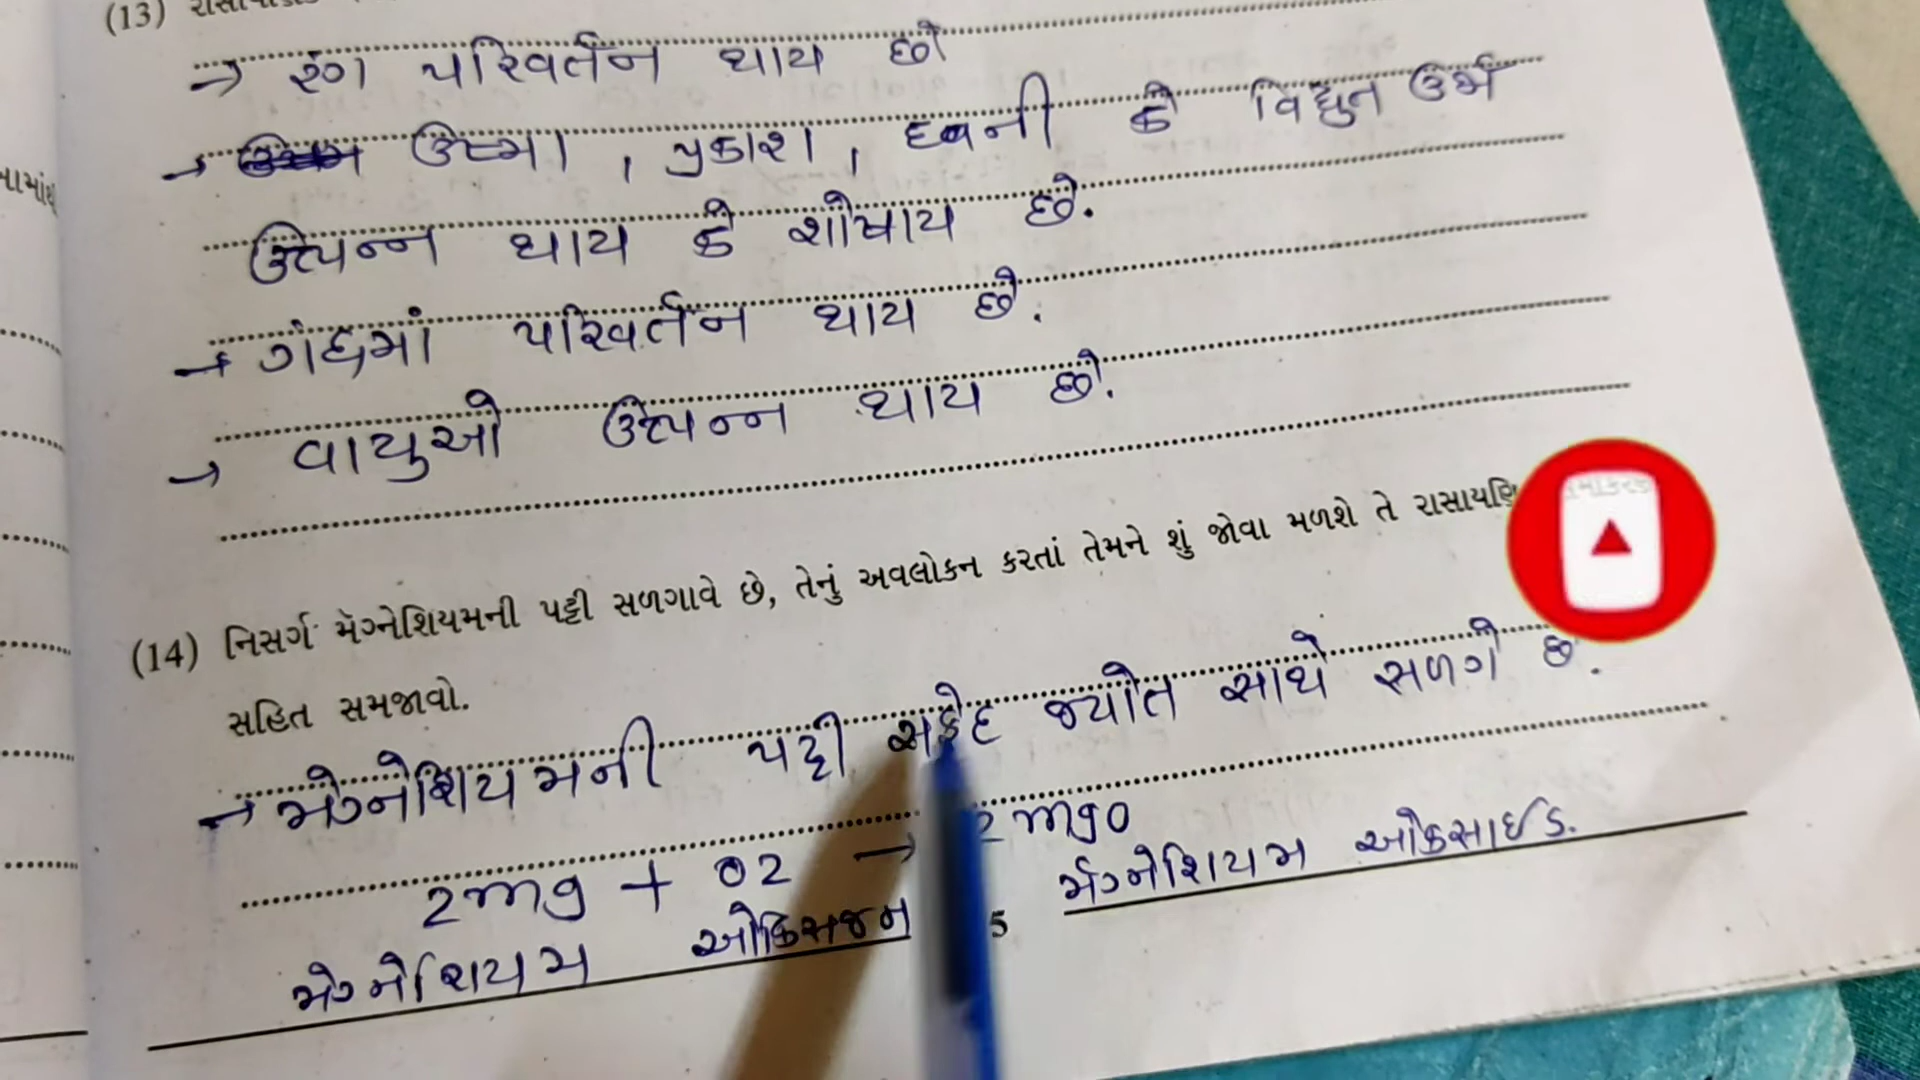 (13)
→ રંગ પરિવર્તન થાય છે
→ ઉષ્મા, પ્રકાશ, ધ્વની કે વિદ્યુત ઉર્જા
ઉત્પન્ન થાય કે શોષાય છે.
→ ગંધમાં પરિવર્તન થાય છે.
→ વાયુઓ ઉત્પન્ન થાય છે.
(14) નિસર્ગ મૅગ્નેશિયમની પટ્ટી સળગાવે છે, તેનું અવલોકન કરતાં તેમને શું જોવા મળશે તે
સહિત સમજાવો.
→ મેગ્નેશિયમની પટ્ટી સફેદ જ્યોત સાથે સળગે છે.
2mg + O2 → 2mgo
મેગ્નેશિયમ ઓક્સિજન 5 મેગ્નેશિયમ ઓક્સાઈડ.